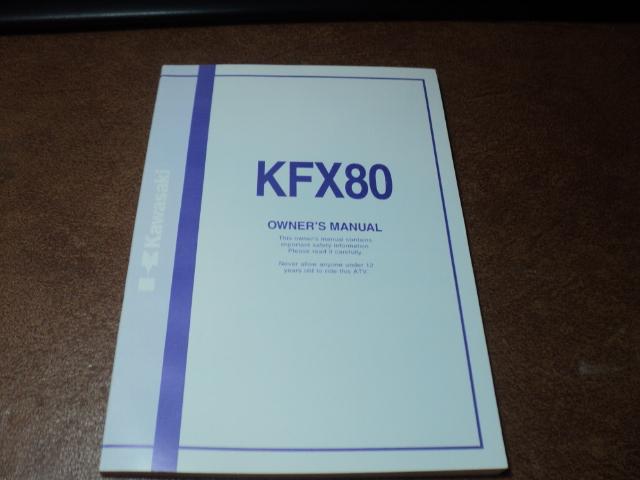 Kawasaki
KFX80
OWNER'S MANUAL
This owner's manual contains
important safety information.
Please read it carefully.
Never allow anyone under 12
years old to ride this ATV.